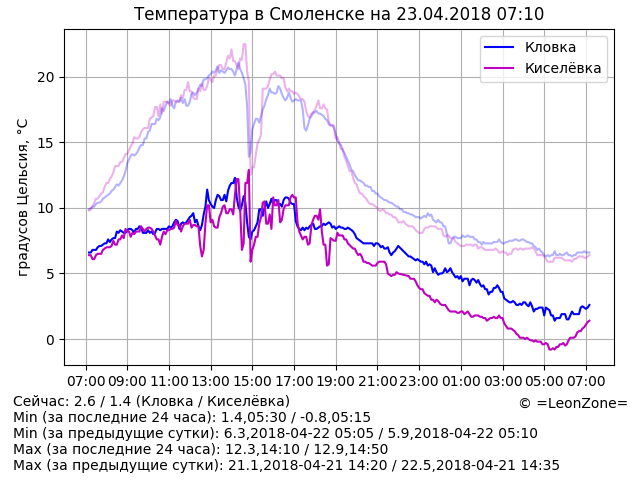 Температура в Смоленске на 23.04.2018 07:10
Кловка
Киселёвка
градусов Цельсия, °C
20
15
10
5
0
07:00 09:00 11:00 13:00 15:00 17:00 19:00 21:00 23:00 01:00 03:00 05:00 07:00
Сейчас: 2.6 / 1.4 (Кловка / Киселёвка)
© =LeonZone=
Min (за последние 24 часа): 1.4,05:30 / -0.8,05:15
Min (за предыдущие сутки): 6.3,2018-04-22 05:05 / 5.9,2018-04-22 05:10
Max (за последние 24 часа): 12.3,14:10 / 12.9,14:50
Max (за предыдущие сутки): 21.1,2018-04-21 14:20 / 22.5,2018-04-21 14:35